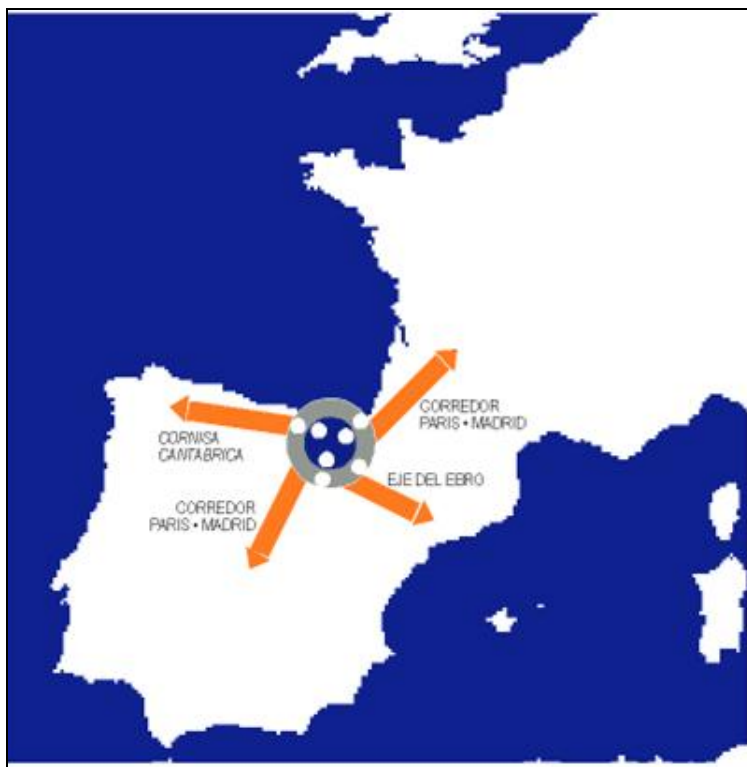 CORREDOR
PARIS • MADRID
CORNISA
CANTABRICA
EJE DEL EBRO
CORREDOR
PARIS • MADRID